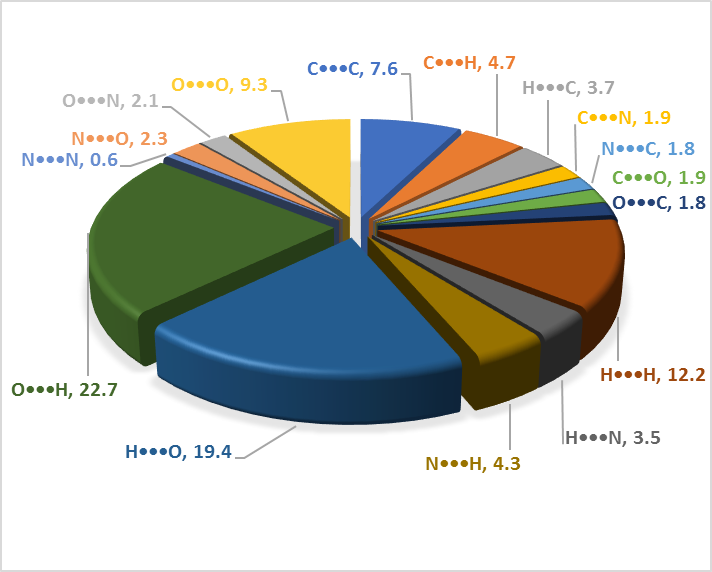 C●●●C, 7.6
C●●●H, 4.7
H●●●C, 3.7
C●●●N, 1.9
N●●●C, 1.8
C●●●O, 1.9
O●●●C, 1.8
H●●●H, 12.2
H●●●N, 3.5
N●●●H, 4.3
H●●●O, 19.4
O●●●H, 22.7
N●●●N, 0.6
N●●●O, 2.3
O●●●N, 2.1
O●●●O, 9.3